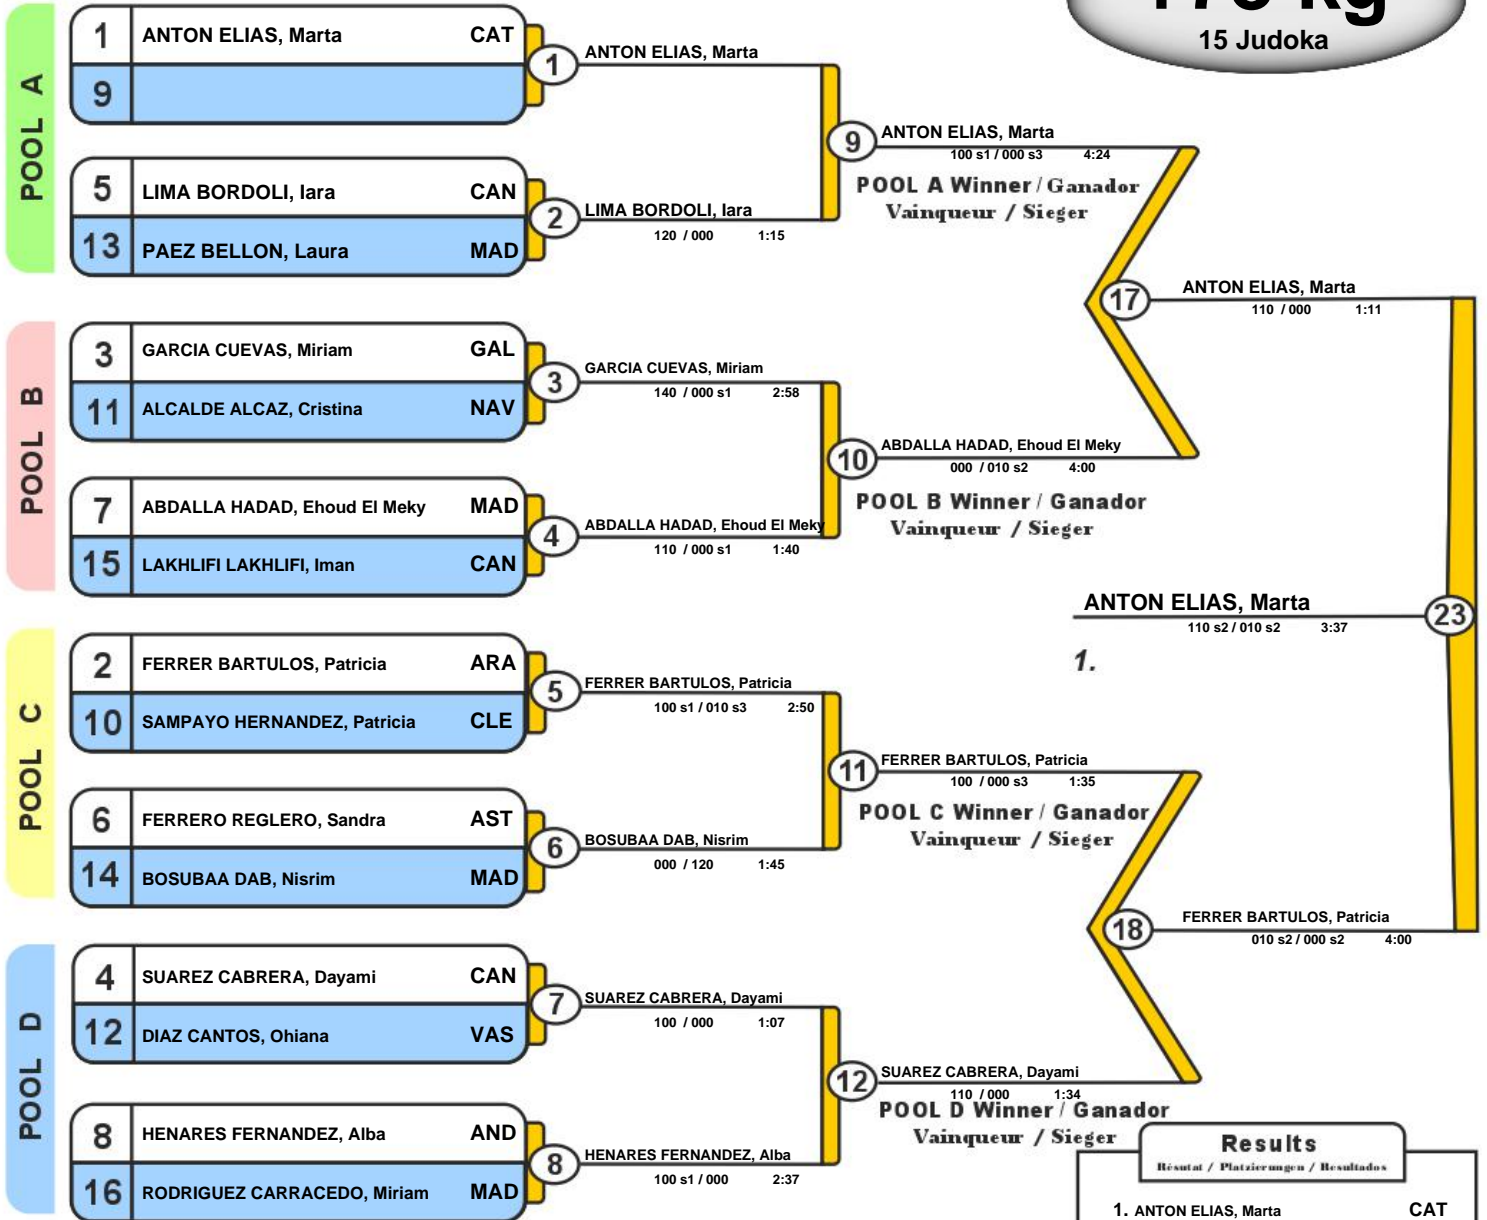 15 Judoka
POOL A
1 ANTON ELIAS, Marta CAT
9
5 LIMA BORDOLI, Iara CAN
13 PAEZ BELLON, Laura MAD
POOL B
3 GARCIA CUEVAS, Miriam GAL
11 ALCALDE ALCAZ, Cristina NAV
7 ABDALLA HADAD, Ehoud El Meky MAD
15 LAKHLIFI LAKHLIFI, Iman CAN
POOL C
2 FERRER BARTULOS, Patricia ARA
10 SAMPAYO HERNANDEZ, Patricia CLE
6 FERRERO REGLERO, Sandra AST
14 BOSUBAA DAB, Nisrim MAD
POOL D
4 SUAREZ CABRERA, Dayami CAN
12 DIAZ CANTOS, Ohiana VAS
8 HENARES FERNANDEZ, Alba AND
16 RODRIGUEZ CARRACEDO, Miriam MAD
1 ANTON ELIAS, Marta
2 LIMA BORDOLI, Iara
120 / 000 1:15
3 GARCIA CUEVAS, Miriam
140 / 000 s1 2:58
4 ABDALLA HADAD, Ehoud El Meky
110 / 000 s1 1:40
5 FERRER BARTULOS, Patricia
100 s1 / 010 s3 2:50
6 BOSUBAA DAB, Nisrim
000 / 120 1:45
7 SUAREZ CABRERA, Dayami
100 / 000 1:07
8 HENARES FERNANDEZ, Alba
100 s1 / 000 2:37
9 ANTON ELIAS, Marta
100 s1 / 000 s3 4:24
POOL A Winner / Ganador
Vainqueur / Sieger
10 ABDALLA HADAD, Ehoud El Meky
000 / 010 s2 4:00
POOL B Winner / Ganador
Vainqueur / Sieger
11 FERRER BARTULOS, Patricia
100 / 000 s3 1:35
POOL C Winner / Ganador
Vainqueur / Sieger
12 SUAREZ CABRERA, Dayami
110 / 000 1:34
POOL D Winner / Ganador
Vainqueur / Sieger
17 ANTON ELIAS, Marta
110 / 000 1:11
18 FERRER BARTULOS, Patricia
010 s2 / 000 s2 4:00
ANTON ELIAS, Marta 23
110 s2 / 010 s2 3:37
1.
Results
Résutat / Platzierungen / Resultados
1. ANTON ELIAS, Marta CAT